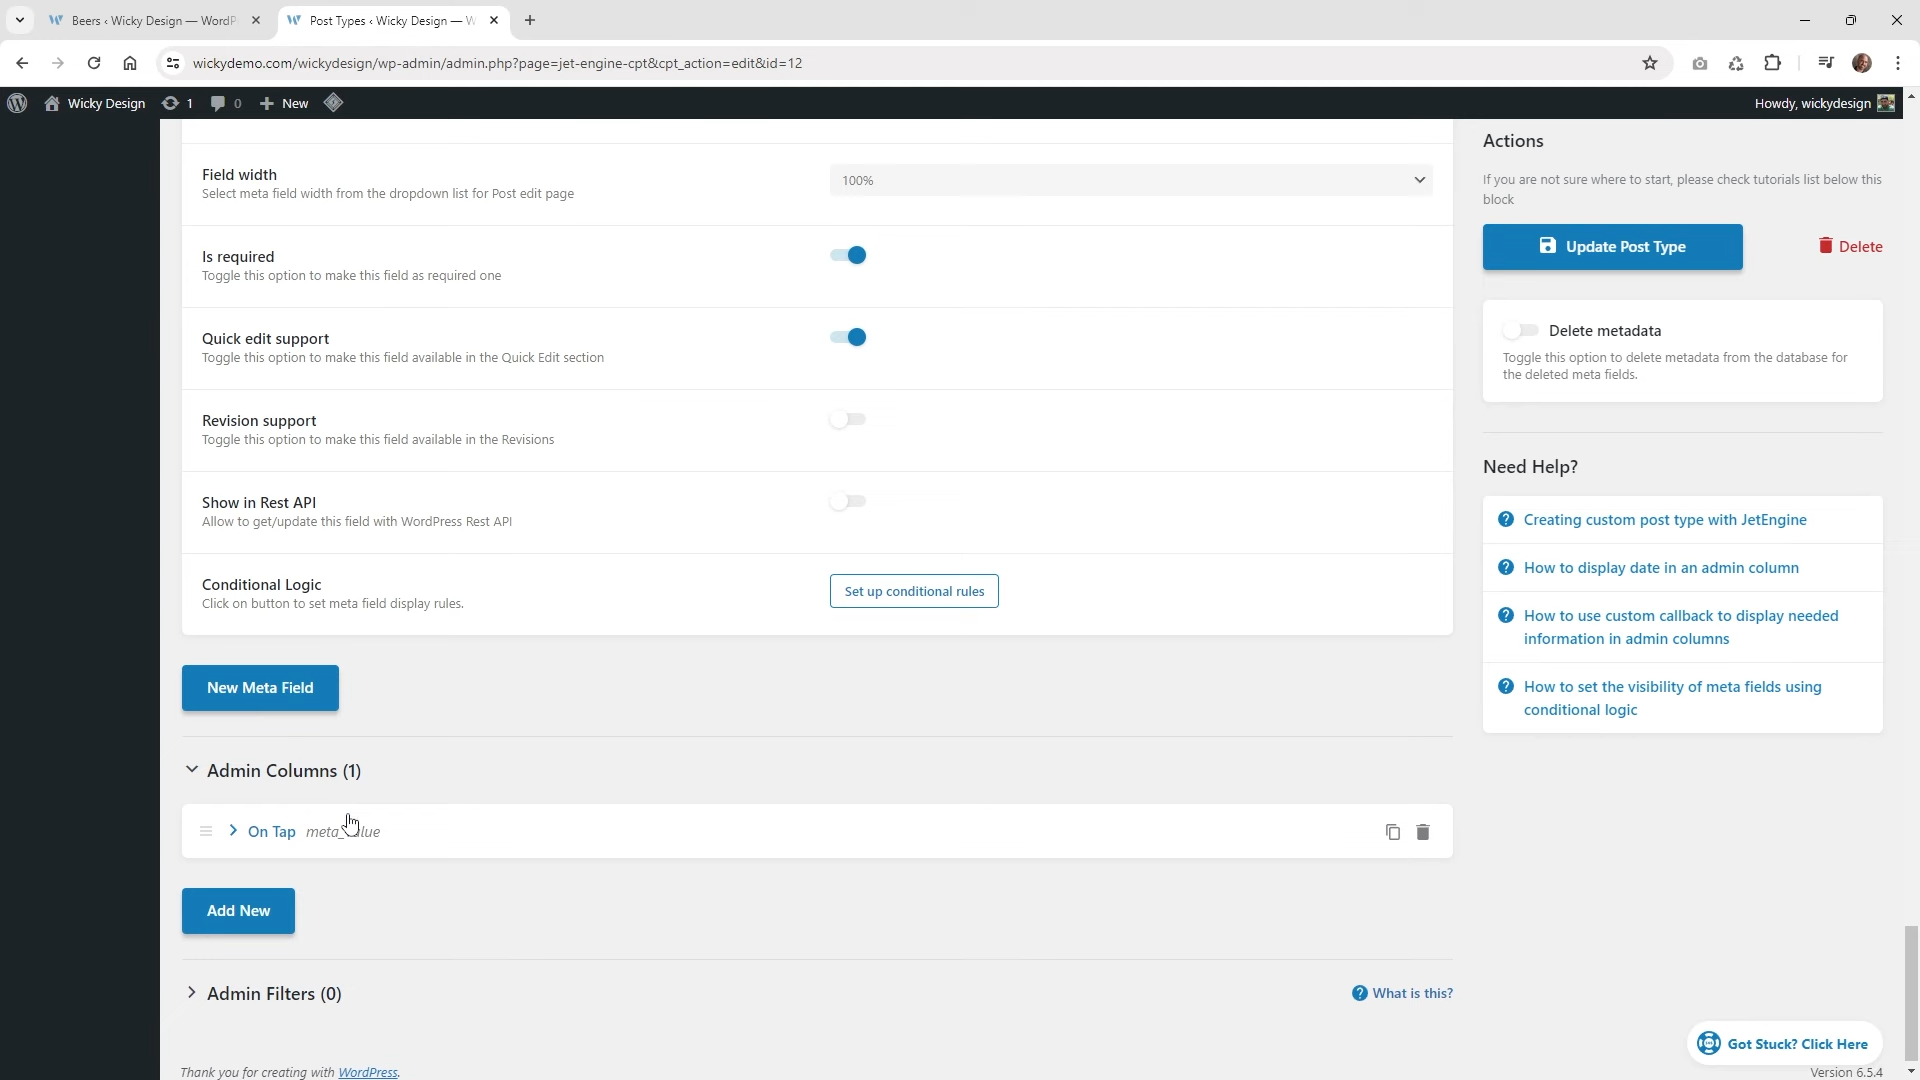 Beers ‹ Wicky Design — WordP
Post Types ‹ Wicky Design — W
wickydemo.com/wickydesign/wp-admin/admin.php?page=jet-engine-cpt&cpt_action=edit&id=12
Wicky Design
1
0
New
Howdy, wickydesign
Field width
Select meta field width from the dropdown list for Post edit page
100%
Is required
Toggle this option to make this field as required one
Quick edit support
Toggle this option to make this field available in the Quick Edit section
Revision support
Toggle this option to make this field available in the Revisions
Show in Rest API
Allow to get/update this field with WordPress Rest API
Conditional Logic
Click on button to set meta field display rules.
Set up conditional rules
New Meta Field
Admin Columns (1)
On Tap
Add New
Admin Filters (0)
What is this?
Thank you for creating with WordPress.
Actions
If you are not sure where to start, please check tutorials list below this
block
Update Post Type
Delete
Delete metadata
Toggle this option to delete metadata from the database for
the deleted meta fields.
Need Help?
Creating custom post type with JetEngine
How to display date in an admin column
How to use custom callback to display needed
information in admin columns
How to set the visibility of meta fields using
conditional logic
Got Stuck? Click Here
Version 6.5.4